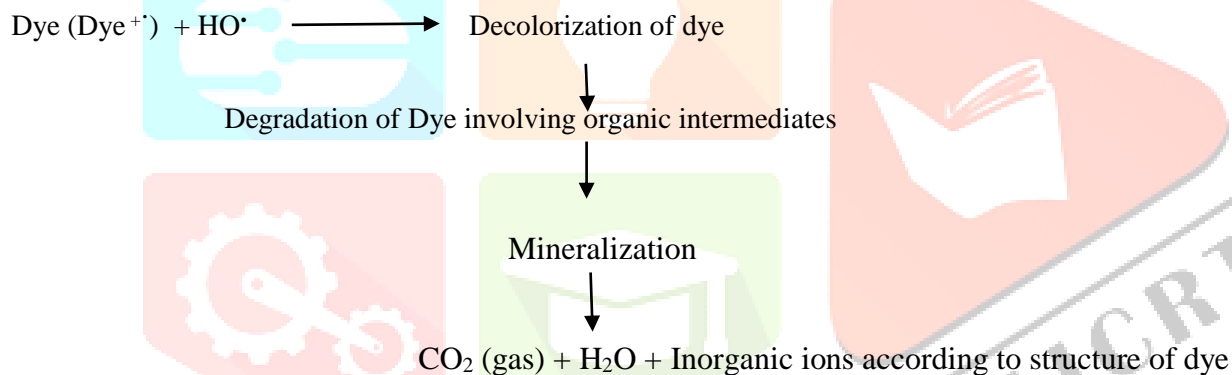 Dye (Dye⁺˙) + HO˙ ⟶ Decolorization of dye
Degradation of Dye involving organic intermediates
Mineralization
CO₂ (gas) + H₂O + Inorganic ions according to structure of dye